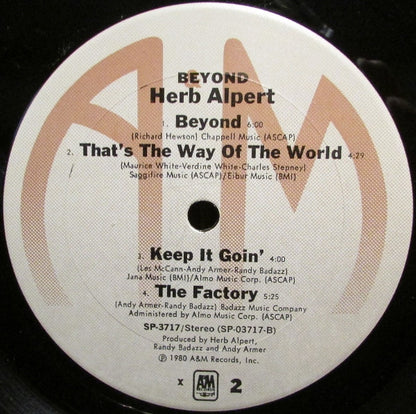 A&M
BEYOND
Herb Alpert
1. Beyond 6:00
(Richard Hewson) Chappell Music (ASCAP)
2. That's The Way Of The World 4:29
(Maurice White-Verdine White-Charles Stepney)
Saggifire Music (ASCAP)/Eibur Music (BMI)
3. Keep It Goin' 4:00
(Les McCann-Andy Armer-Randy Badazz)
Jana Music (BMI)/Almo Music Corp. (ASCAP)
4. The Factory 5:25
(Andy Armer-Randy Badazz) Badazz Music Company
Administered by Almo Music Corp. (ASCAP)
SP-3717/Stereo (SP-03717-B)
Produced by Herb Alpert,
Randy Badazz and Andy Armer
℗ 1980 A&M Records, Inc.
x A&M 2